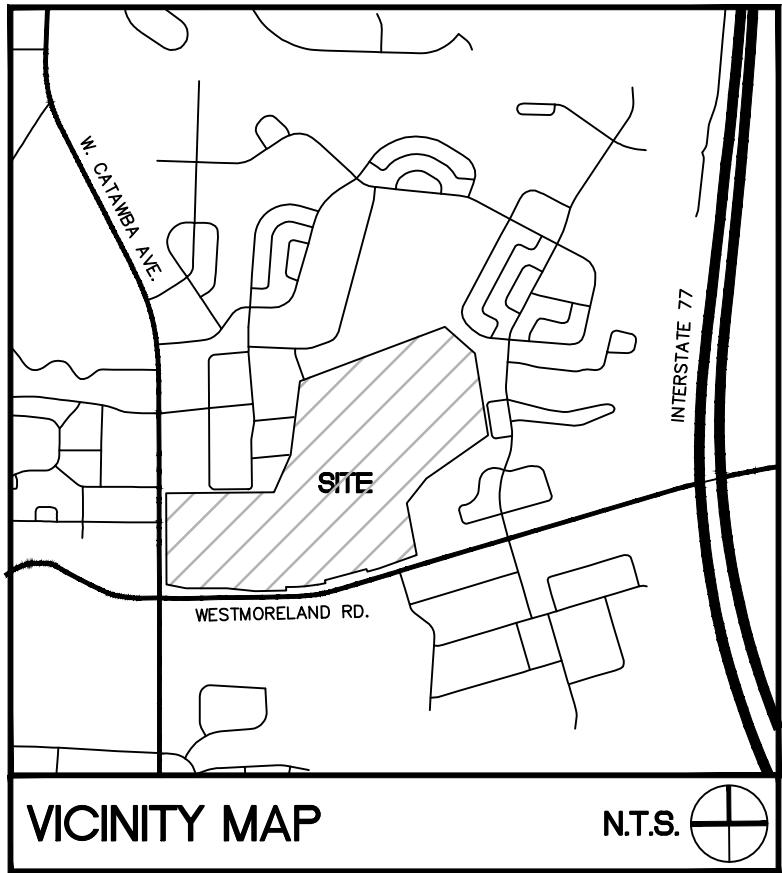 W. CATAWBA AVE.
INTERSTATE 77
SITE
WESTMORELAND RD.
VICINITY MAP
N.T.S.